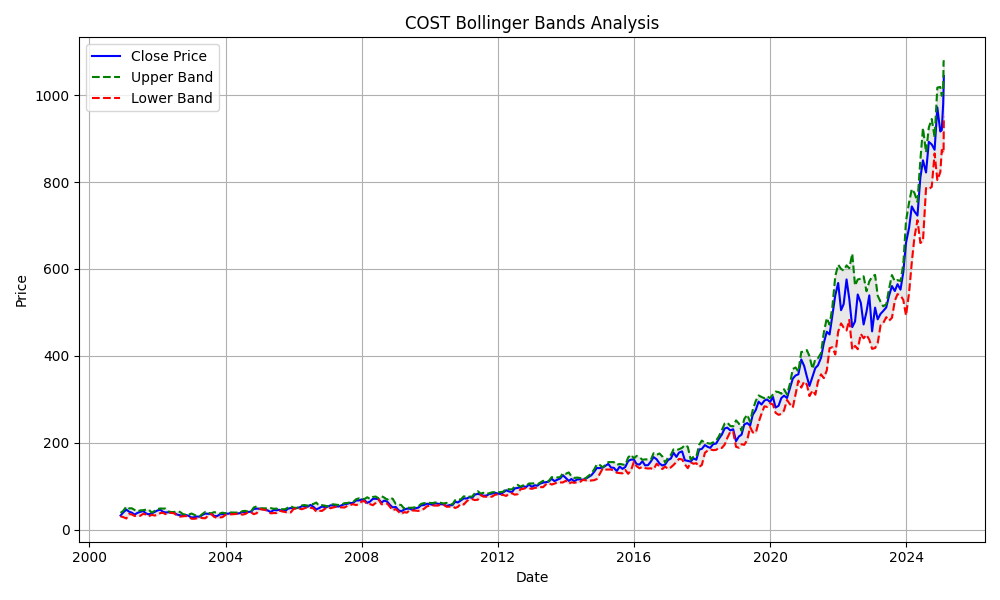 COST Bollinger Bands Analysis
Close Price
Upper Band
Lower Band
Price
1000
800
600
400
200
0
2000 2004 2008 2012 2016 2020 2024
Date